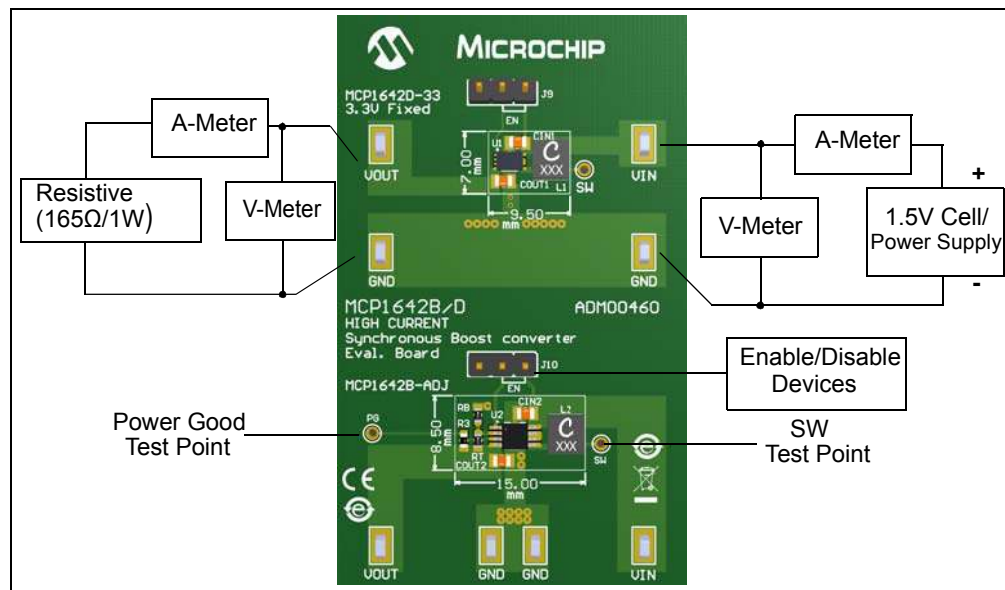 MICROCHIP
MCP1642D-33
3.3V Fixed
J9
EN
A-Meter
A-Meter
VOUT
U1
CIN1
C
XXX
7.00
mm
COUT1
L1
SW
VIN
+
Resistive
(165Ω/1W)
V-Meter
9.50
mm
V-Meter
1.5V Cell/
Power Supply
-
GND
GND
MCP1642B/D
ADM00460
HIGH CURRENT
Synchronous Boost converter
Eval. Board
J10
EN
Enable/Disable
Devices
MCP1642B-ADJ
Power Good
Test Point
PG
RB
R3
RT
COUT2
U2
CIN2
L2
C
XXX
8.50
mm
SW
SW
Test Point
15.00
mm
CE
e
e
VOUT
GND
GND
VIN